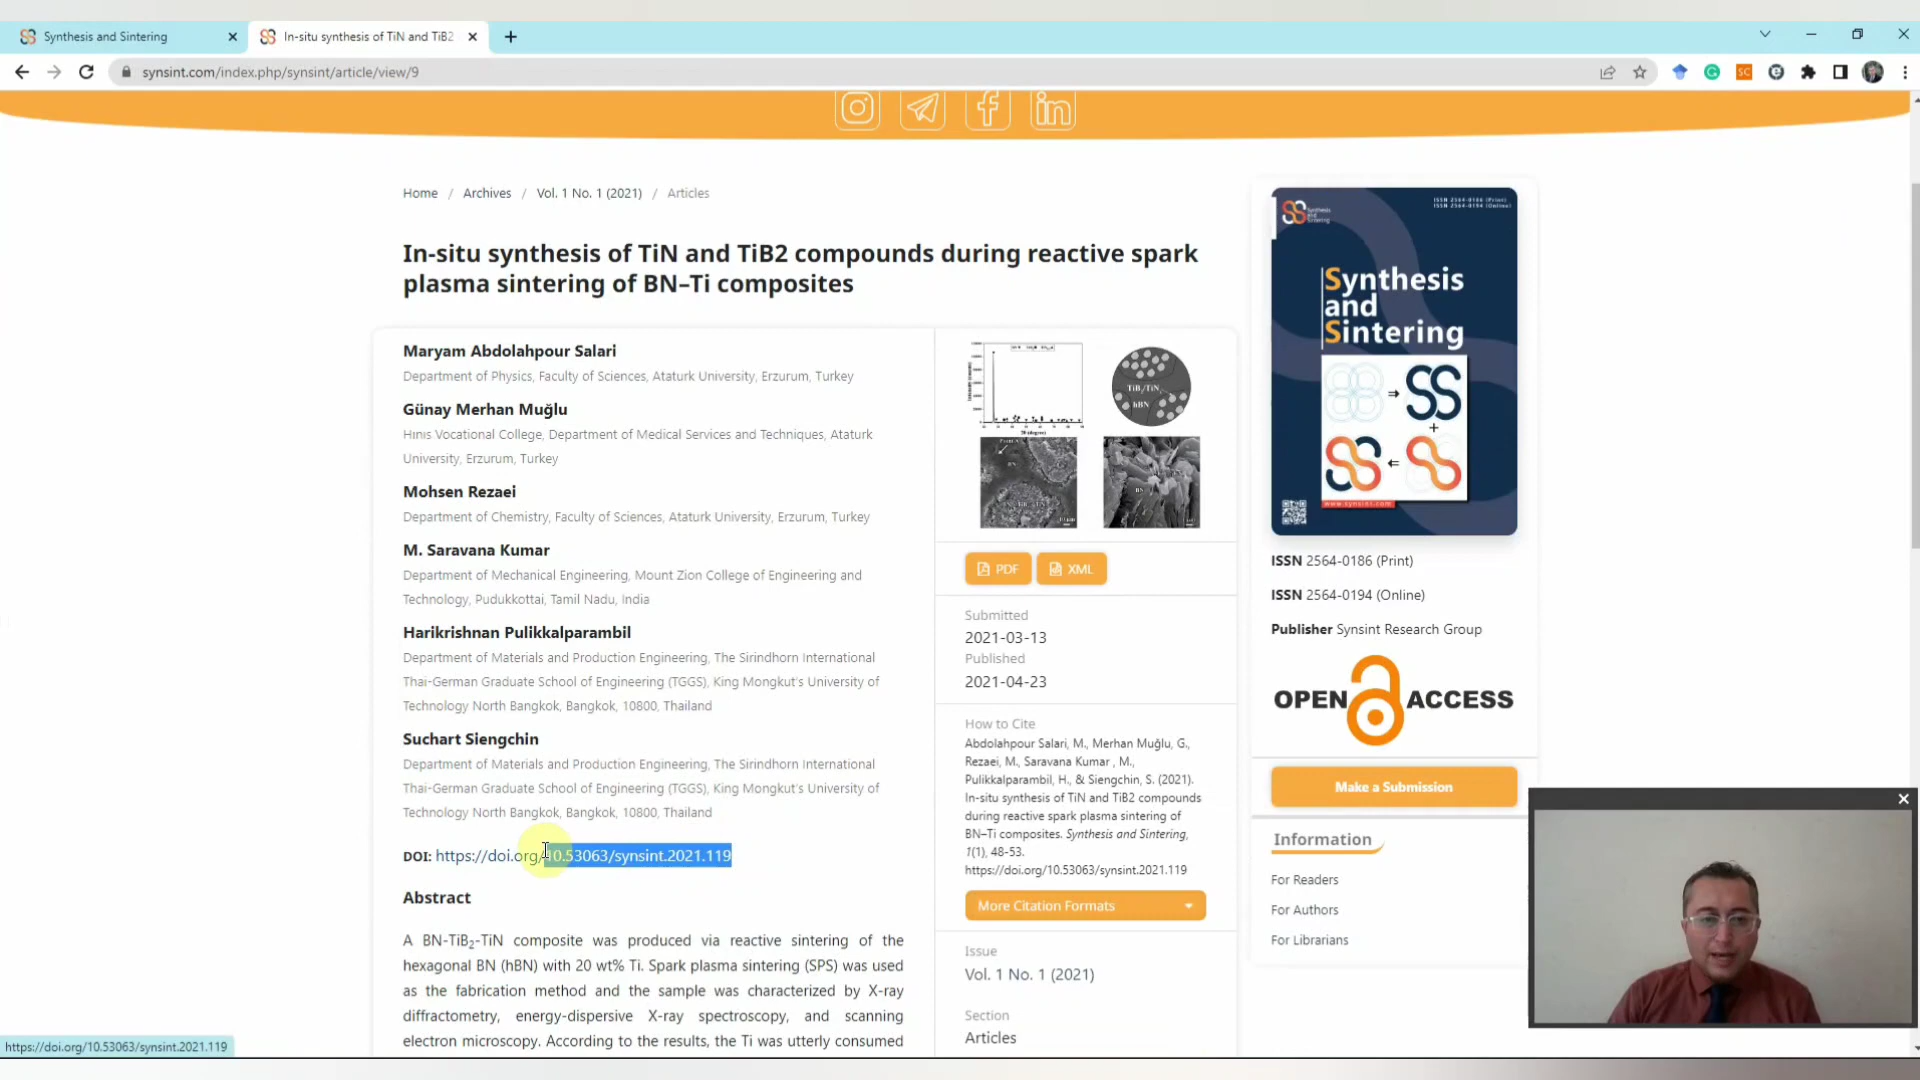 Synthesis and Sintering
In-situ synthesis of TiN and TiB2
synsint.com/index.php/synsint/article/view/9
Home / Archives / Vol. 1 No. 1 (2021) / Articles
In-situ synthesis of TiN and TiB2 compounds during reactive spark
plasma sintering of BN–Ti composites
Maryam Abdolahpour Salari
Department of Physics, Faculty of Sciences, Ataturk University, Erzurum, Turkey
Günay Merhan Muğlu
Hınıs Vocational College, Department of Medical Services and Techniques, Ataturk
University, Erzurum, Turkey
Mohsen Rezaei
Department of Chemistry, Faculty of Sciences, Ataturk University, Erzurum, Turkey
M. Saravana Kumar
Department of Mechanical Engineering, Mount Zion College of Engineering and
Technology, Pudukkottai, Tamil Nadu, India
Harikrishnan Pulikkalparambil
Department of Materials and Production Engineering, The Sirindhorn International
Thai-German Graduate School of Engineering (TGGS), King Mongkut's University of
Technology North Bangkok, Bangkok, 10800, Thailand
Suchart Siengchin
Department of Materials and Production Engineering, The Sirindhorn International
Thai-German Graduate School of Engineering (TGGS), King Mongkut's University of
Technology North Bangkok, Bangkok, 10800, Thailand
DOI: https://doi.org/10.53063/synsint.2021.119
Abstract
A BN-TiB₂-TiN composite was produced via reactive sintering of the
hexagonal BN (hBN) with 20 wt% Ti. Spark plasma sintering (SPS) was used
as the fabrication method and the sample was characterized by X-ray
diffractometry, energy-dispersive X-ray spectroscopy, and scanning
electron microscopy. According to the results, the Ti was utterly consumed
hBN
BN
PDF
XML
Submitted
2021-03-13
Published
2021-04-23
How to Cite
Abdolahpour Salari, M., Merhan Muğlu, G.,
Rezaei, M., Saravana Kumar , M.,
Pulikkalparambil, H., & Siengchin, S. (2021).
In-situ synthesis of TiN and TiB2 compounds
during reactive spark plasma sintering of
BN–Ti composites. Synthesis and Sintering,
1(1), 48-53.
https://doi.org/10.53063/synsint.2021.119
More Citation Formats
Issue
Vol. 1 No. 1 (2021)
Section
Articles
Synthesis
and
Sintering
ISSN 2564-0186 (Print)
ISSN 2564-0194 (Online)
Synthesis
and
Sintering
www.synsint.com
ISSN 2564-0186 (Print)
ISSN 2564-0194 (Online)
Publisher Synsint Research Group
OPEN ACCESS
Make a Submission
Information
For Readers
For Authors
For Librarians
https://doi.org/10.53063/synsint.2021.119